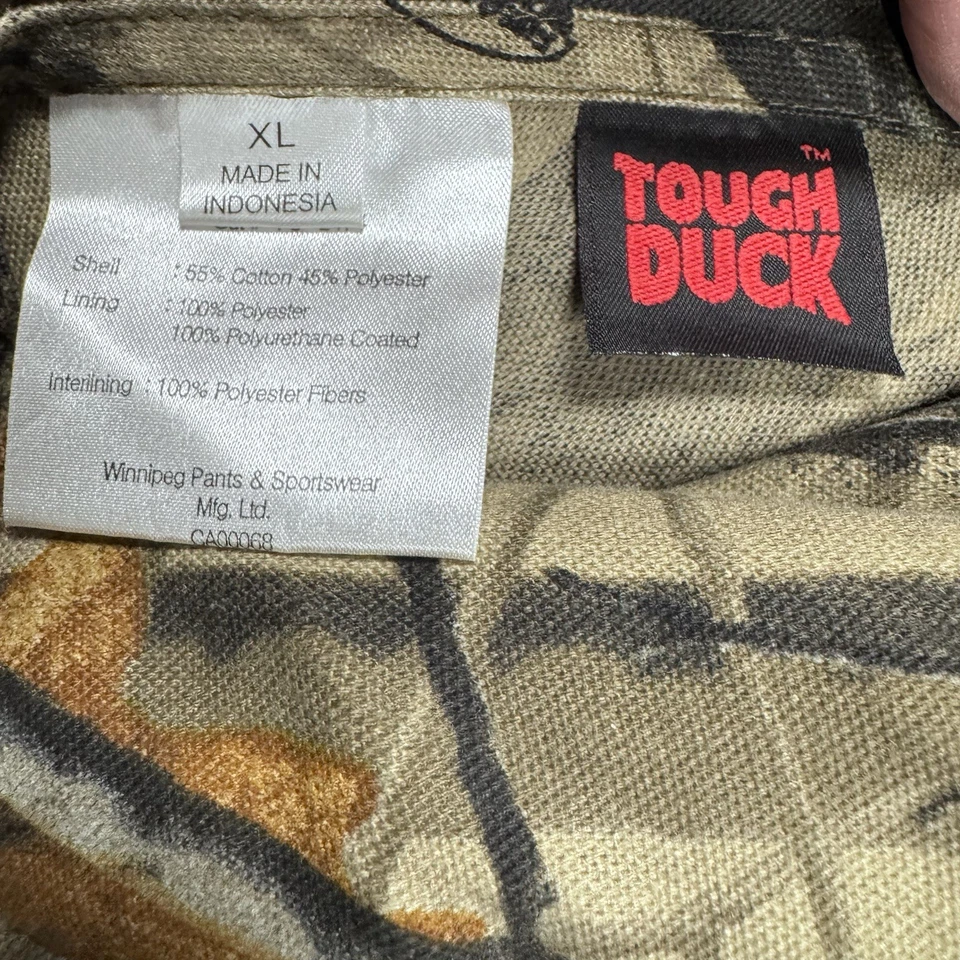 XL
MADE IN
INDONESIA
Shell : 55% Cotton 45% Polyester
Lining : 100% Polyester
100% Polyurethane Coated
Interlining : 100% Polyester Fibers
Winnipeg Pants & Sportswear
Mfg. Ltd.
CA00068
TOUGH TM
DUCK